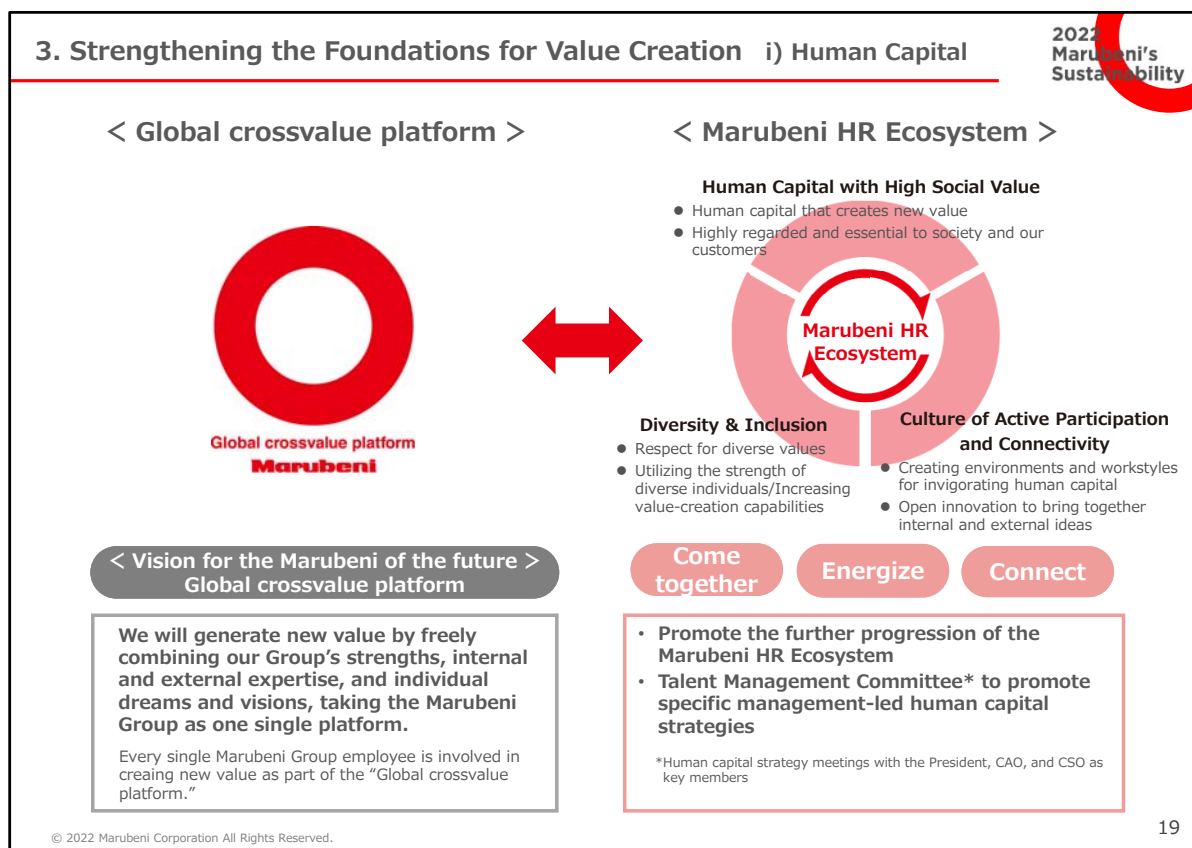 3. Strengthening the Foundations for Value Creation i) Human Capital
2022
Marubeni's
Sustainability
< Global crossvalue platform >
Global crossvalue platform
Marubeni
< Marubeni HR Ecosystem >
Human Capital with High Social Value
● Human capital that creates new value
● Highly regarded and essential to society and our
customers
Marubeni HR
Ecosystem
Diversity & Inclusion
● Respect for diverse values
● Utilizing the strength of
diverse individuals/Increasing
value-creation capabilities
Culture of Active Participation
and Connectivity
● Creating environments and workstyles
for invigorating human capital
● Open innovation to bring together
internal and external ideas
< Vision for the Marubeni of the future >
Global crossvalue platform
We will generate new value by freely
combining our Group's strengths, internal
and external expertise, and individual
dreams and visions, taking the Marubeni
Group as one single platform.
Every single Marubeni Group employee is involved in
creaing new value as part of the “Global crossvalue
platform.”
Come
together
Energize
Connect
• Promote the further progression of the
Marubeni HR Ecosystem
• Talent Management Committee* to promote
specific management-led human capital
strategies
*Human capital strategy meetings with the President, CAO, and CSO as
key members
© 2022 Marubeni Corporation All Rights Reserved.
19